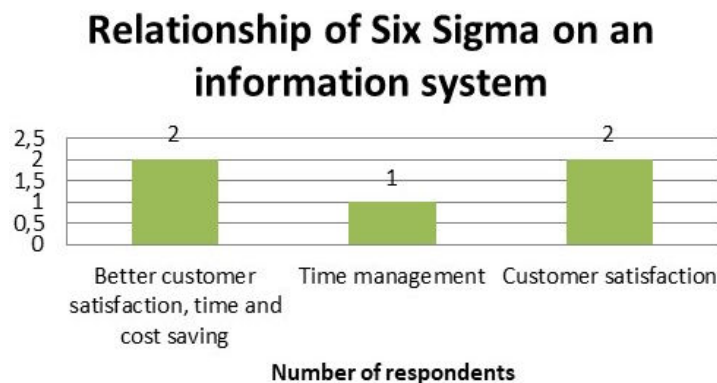 Relationship of Six Sigma on an
information system
2,5
2
1,5
1
0,5
0
2
1
2
Better customer
satisfaction, time and
cost saving
Time management
Customer satisfaction
Number of respondents